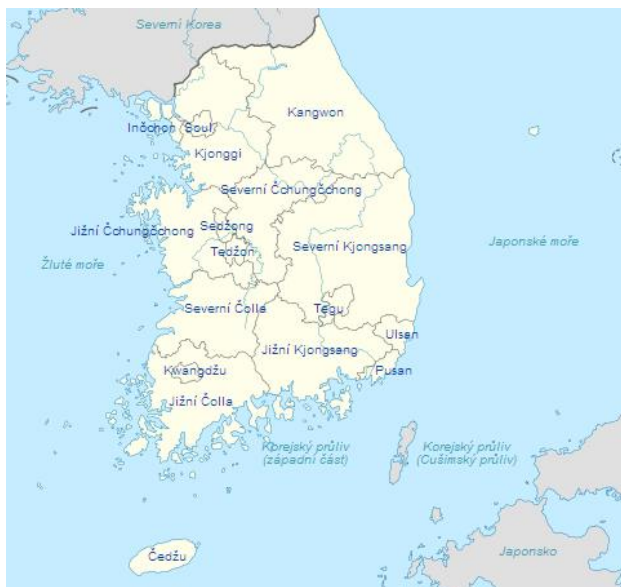 Severní Korea
Kangwon
Inčchon Soul
Kjonggi
Severní Čchungčchong
Sedžong
Jižní Čchungčchong
Severní Kjongsang
Japonské moře
Tedžon
Žluté moře
Severní Čolla
Tegu
Ulsan
Jižní Kjongsang
Kwangdžu
Pusan
Jižní Čolla
Korejský průliv
(západní část)
Korejský průliv
(Cušimský průliv)
Čedžu
Japonsko